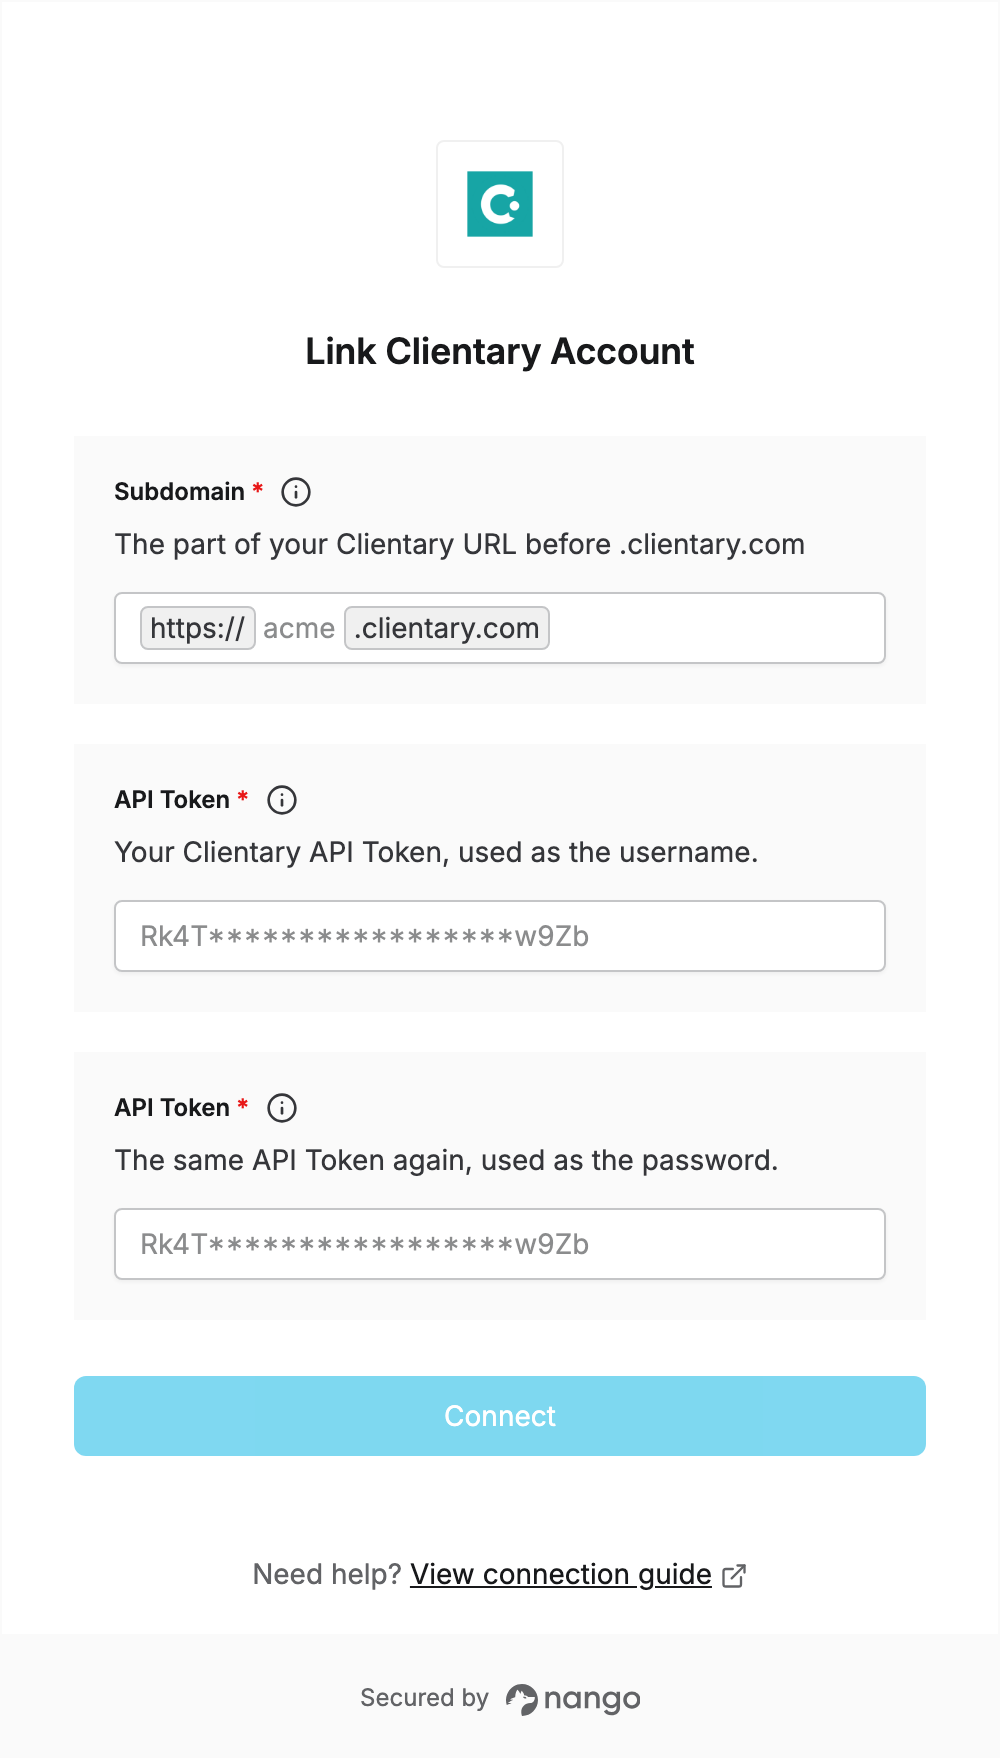 Link Clientary Account
Subdomain *
The part of your Clientary URL before .clientary.com
https:// acme .clientary.com
API Token *
Your Clientary API Token, used as the username.
Rk4T*****************w9Zb
API Token *
The same API Token again, used as the password.
Rk4T*****************w9Zb
Connect
Need help? View connection guide
Secured by nango